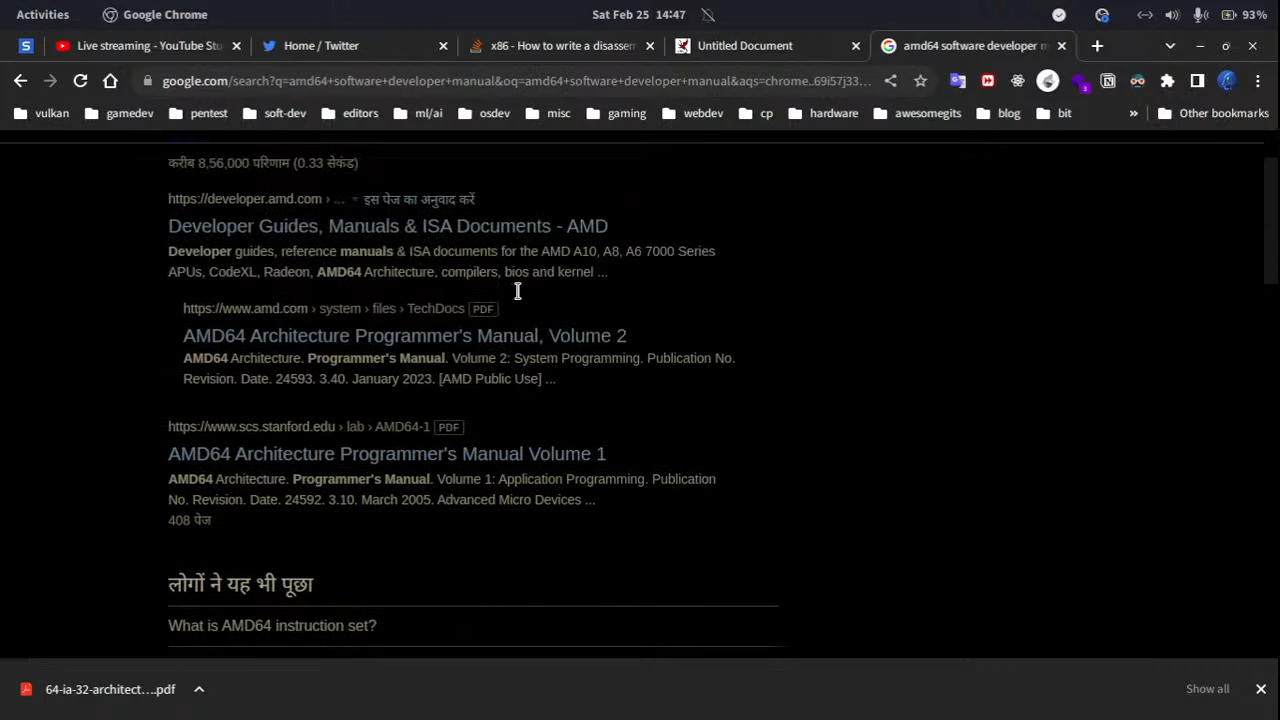 Activities
Google Chrome
Sat Feb 25 14:47
93%
Live streaming - YouTube Stu
Home / Twitter
x86 - How to write a disassem
Untitled Document
amd64 software developer m
google.com/search?q=amd64+software+developer+manual&oq=amd64+software+developer+manual&aqs=chrome..69i57j33...
3
vulkan
gamedev
pentest
soft-dev
editors
ml/ai
osdev
misc
gaming
webdev
cp
hardware
awesomegits
blog
bit
»
Other bookmarks
करीब 8,56,000 परिणाम (0.33 सेकंड)
https://developer.amd.com › ... इस पेज का अनुवाद करें
Developer Guides, Manuals & ISA Documents - AMD
Developer guides, reference manuals & ISA documents for the AMD A10, A8, A6 7000 Series
APUs, CodeXL, Radeon, AMD64 Architecture, compilers, bios and kernel ...
https://www.amd.com › system › files › TechDocs PDF
AMD64 Architecture Programmer's Manual, Volume 2
AMD64 Architecture. Programmer's Manual. Volume 2: System Programming. Publication No.
Revision. Date. 24593. 3.40. January 2023. [AMD Public Use] ...
https://www.scs.stanford.edu › lab › AMD64-1 PDF
AMD64 Architecture Programmer's Manual Volume 1
AMD64 Architecture. Programmer's Manual. Volume 1: Application Programming. Publication
No. Revision. Date. 24592. 3.10. March 2005. Advanced Micro Devices ...
408 पेज
लोगों ने यह भी पूछा
What is AMD64 instruction set?
64-ia-32-architect....pdf
Show all